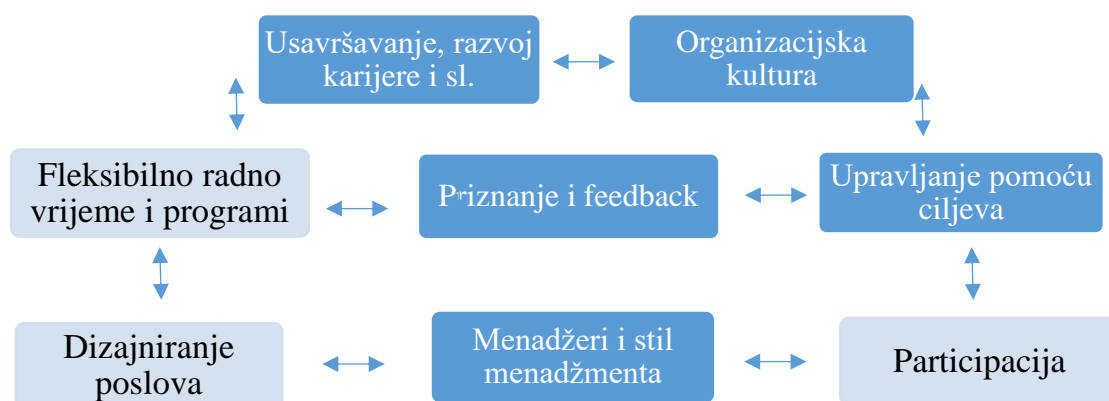 Usavršavanje, razvoj
karijere i sl.
Organizacijska
kultura
Fleksibilno radno
vrijeme i programi
Priznanje i feedback
Upravljanje pomoću
ciljeva
Dizajniranje
poslova
Menadžeri i stil
menadžmenta
Participacija